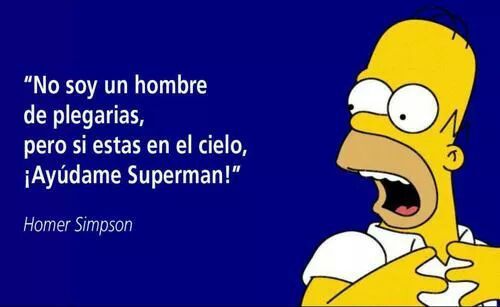 “No soy un hombre
de plegarias,
pero si estas en el cielo,
¡Ayúdame Superman!”
Homer Simpson